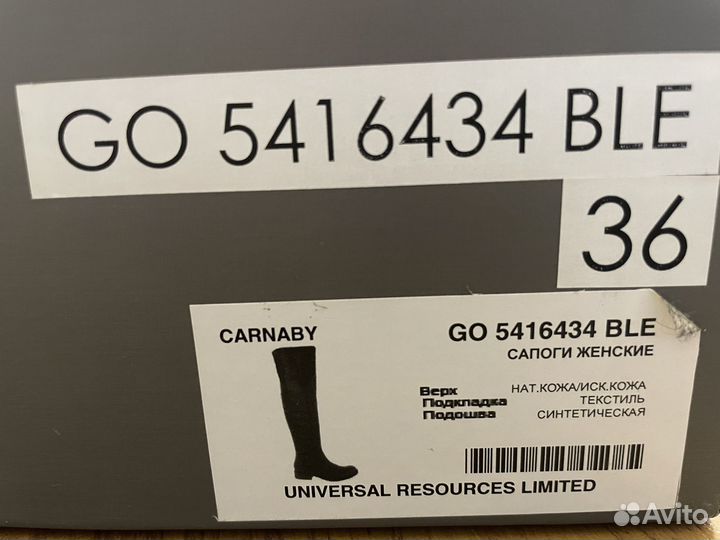 GO 5416434 BLE
36
CARNABY
GO 5416434 BLE
САПОГИ ЖЕНСКИЕ
Верх НАТ.КОЖА/ИСК.КОЖА
Подкладка ТЕКСТИЛЬ
Подошва СИНТЕТИЧЕСКАЯ
UNIVERSAL RESOURCES LIMITED
Avito